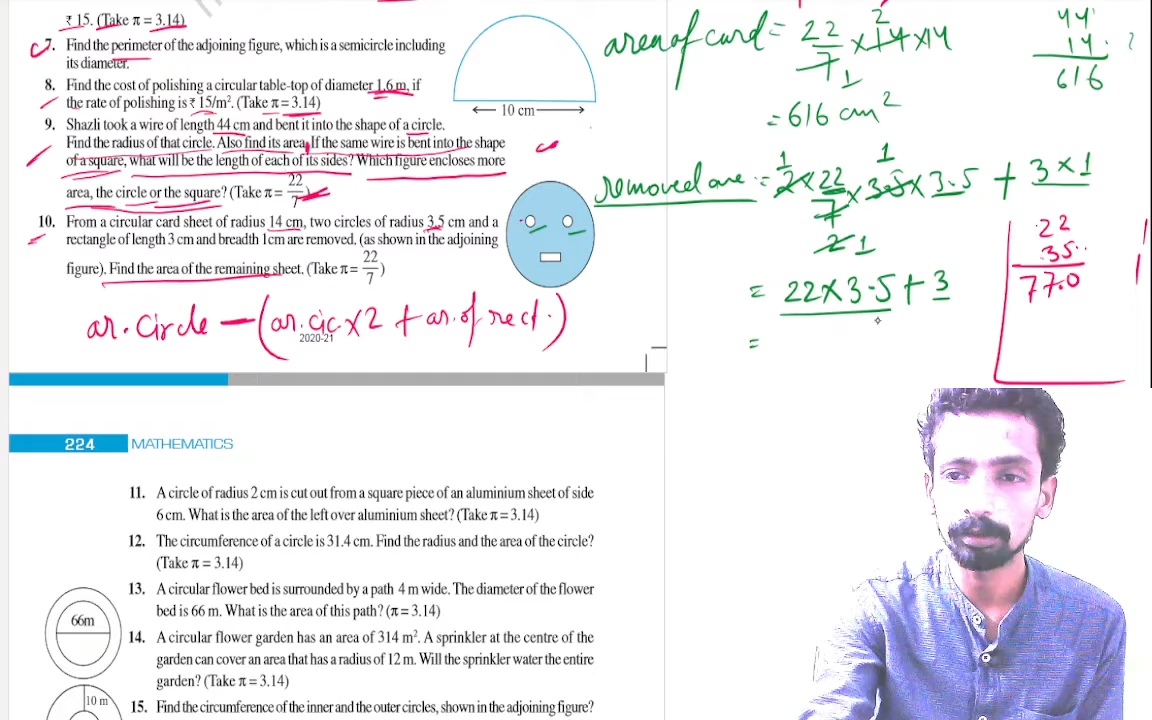 ₹ 15. (Take π = 3.14)
7. Find the perimeter of the adjoining figure, which is a semicircle including
its diameter.
10 cm
8. Find the cost of polishing a circular table-top of diameter 1.6 m, if
the rate of polishing is ₹ 15/m². (Take π = 3.14)
9. Shazli took a wire of length 44 cm and bent it into the shape of a circle.
Find the radius of that circle. Also find its area. If the same wire is bent into the shape
of a square, what will be the length of each of its sides? Which figure encloses more
area, the circle or the square? (Take π = 22/7)
10. From a circular card sheet of radius 14 cm, two circles of radius 3.5 cm and a
rectangle of length 3 cm and breadth 1cm are removed. (as shown in the adjoining
figure). Find the area of the remaining sheet. (Take π = 22/7)
ar. Circle - (ar. cic x 2 + ar. of rect.)
2020-21
area of card = 22/7 1 x 14 2 x 14
= 616 cm²
44
14
616
removed are = 1 2 x 22/7 x 3.5 1 x 3.5 + 3 x 1
2 1
= 22 x 3.5 + 3
=
22
35
77.0
224 MATHEMATICS
11. A circle of radius 2 cm is cut out from a square piece of an aluminium sheet of side
6 cm. What is the area of the left over aluminium sheet? (Take π = 3.14)
12. The circumference of a circle is 31.4 cm. Find the radius and the area of the circle?
(Take π = 3.14)
13. A circular flower bed is surrounded by a path 4 m wide. The diameter of the flower
bed is 66 m. What is the area of this path? (π = 3.14)
66m
14. A circular flower garden has an area of 314 m². A sprinkler at the centre of the
garden can cover an area that has a radius of 12 m. Will the sprinkler water the entire
garden? (Take π = 3.14)
10 m
15. Find the circumference of the inner and the outer circles, shown in the adjoining figure?